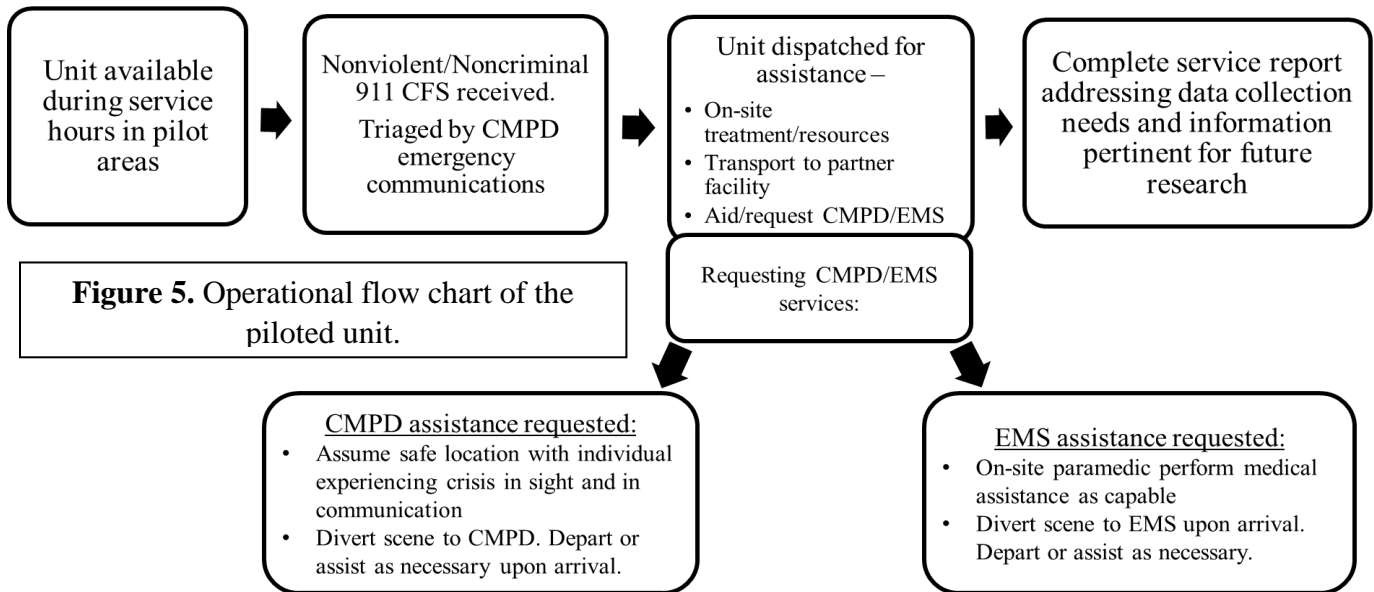 Unit available
during service
hours in pilot
areas
Nonviolent/Noncriminal
911 CFS received.
Triaged by CMPD
emergency
communications
Unit dispatched for
assistance –
• On-site
treatment/resources
• Transport to partner
facility
• Aid/request CMPD/EMS
Complete service report
addressing data collection
needs and information
pertinent for future
research
Requesting CMPD/EMS
services:
Figure 5. Operational flow chart of the
piloted unit.
CMPD assistance requested:
• Assume safe location with individual
experiencing crisis in sight and in
communication
• Divert scene to CMPD. Depart or
assist as necessary upon arrival.
EMS assistance requested:
• On-site paramedic perform medical
assistance as capable
• Divert scene to EMS upon arrival.
Depart or assist as necessary.